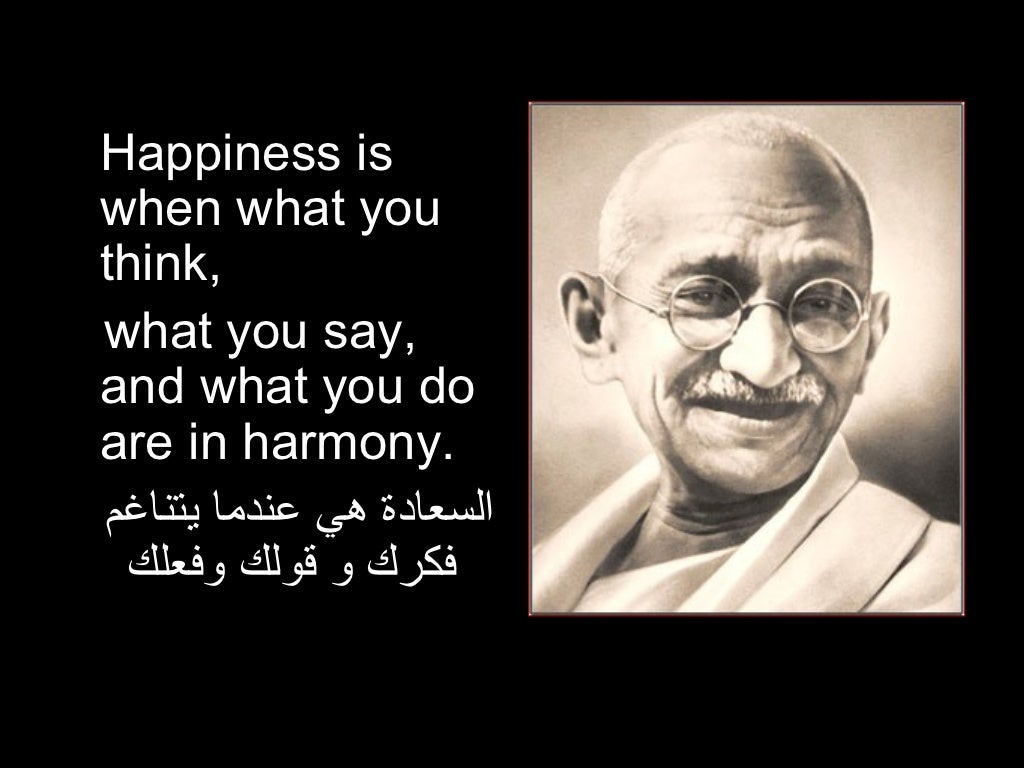 Happiness is
when what you
think,
what you say,
and what you do
are in harmony.
السعادة هي عندما يتناغم
فكرك و قولك وفعلك